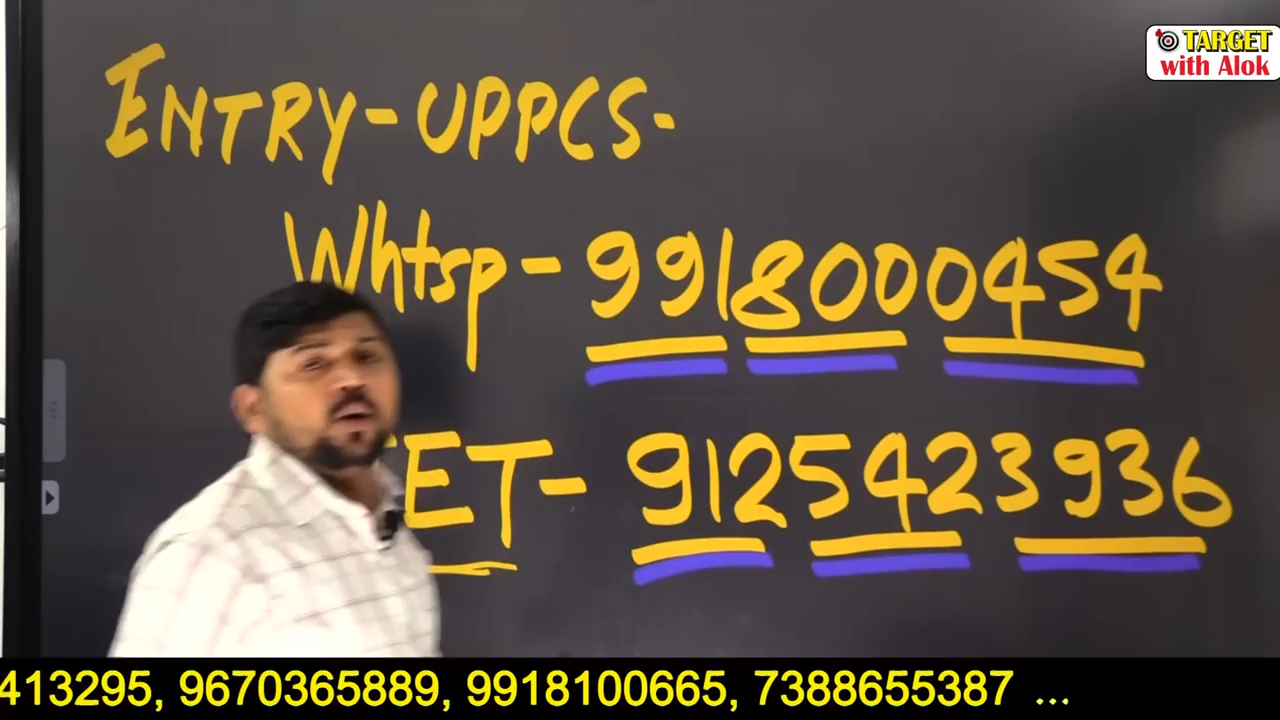 TARGET
with Alok
ENTRY-UPPCS-
Whtsp-9918000454
ET-9125423936
413295, 9670365889, 9918100665, 7388655387 ...